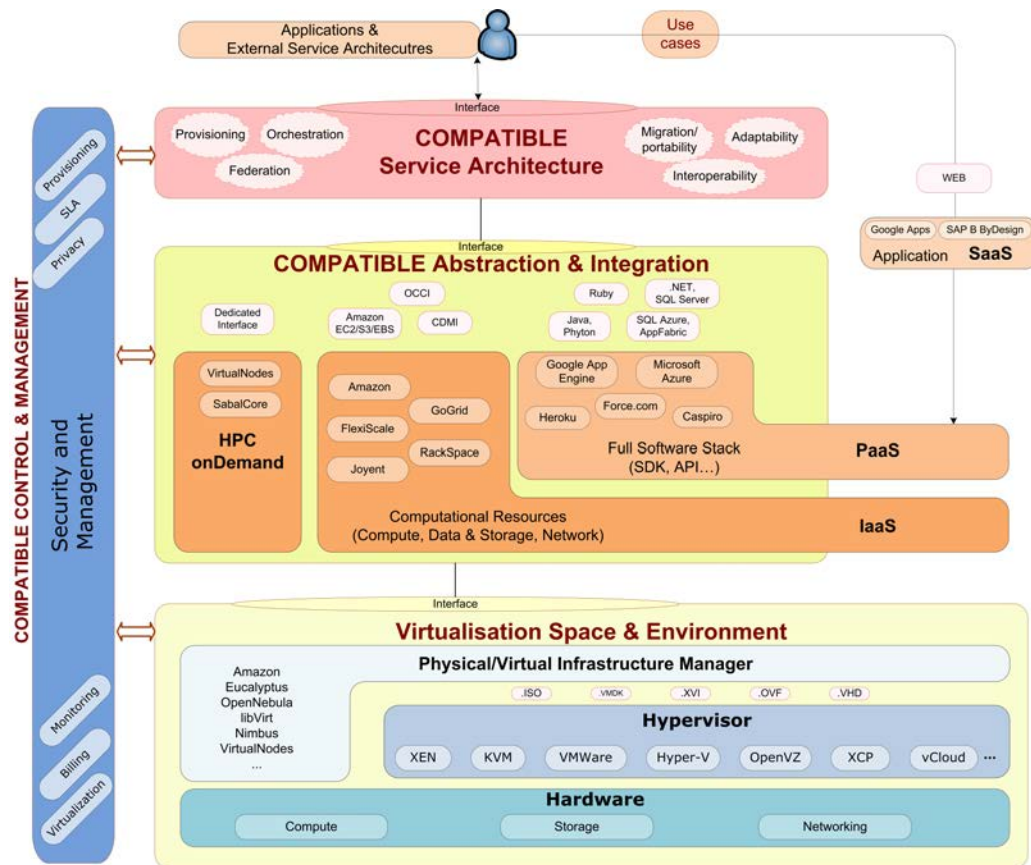 Applications &
External Service Architecutres
Use
cases
Interface
COMPATIBLE
Service Architecture
Provisioning
Orchestration
Federation
Migration/
portability
Adaptability
Interoperability
WEB
Google Apps
SAP B ByDesign
Application SaaS
COMPATIBLE CONTROL & MANAGEMENT
Security and
Management
Provisioning
SLA
Privacy
Monitoring
Billing
Virtualization
Interface
COMPATIBLE Abstraction & Integration
Dedicated
Interface
OCCI
Amazon
EC2/S3/EBS
CDMI
Ruby
.NET,
SQL Server
Java,
Phyton
SQL Azure,
AppFabric
VirtualNodes
SabalCore
HPC
onDemand
Amazon
GoGrid
FlexiScale
RackSpace
Joyent
Google App
Engine
Microsoft
Azure
Heroku
Force.com
Caspiro
Full Software Stack
(SDK, API...)
PaaS
Computational Resources
(Compute, Data & Storage, Network)
IaaS
Interface
Virtualisation Space & Environment
Physical/Virtual Infrastructure Manager
Amazon
Eucalyptus
OpenNebula
libVirt
Nimbus
VirtualNodes
...
.ISO
.VMDK
.XVI
.OVF
.VHD
Hypervisor
XEN
KVM
VMWare
Hyper-V
OpenVZ
XCP
vCloud
...
Hardware
Compute
Storage
Networking